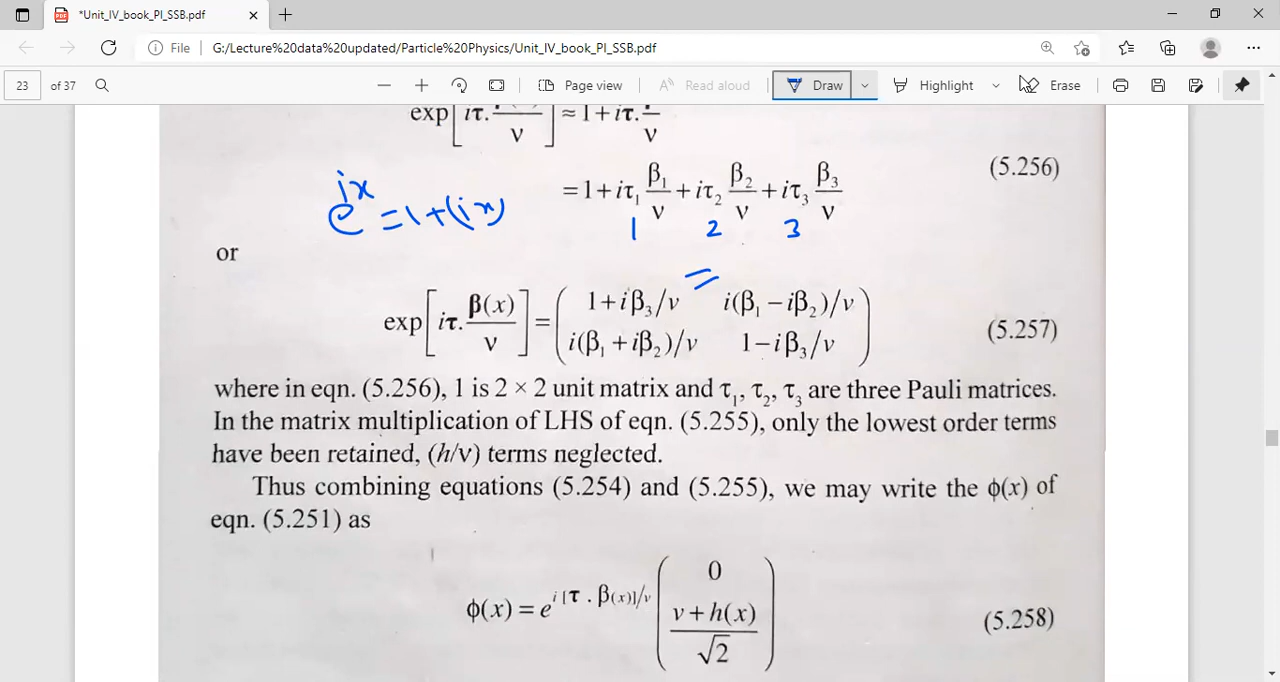 *Unit_IV_book_PI_SSB.pdf
File G:/Lecture%20data%20updated/Particle%20Physics/Unit_IV_book_PI_SSB.pdf
23 of 37 Page view Read aloud Draw Highlight Erase
exp[iτ. ν] ≈ 1 + iτ. ν
(5.256)
= 1 + iτ₁ β₁/ν + iτ₂ β₂/ν + iτ₃ β₃/ν
e^ix = 1 + (ix)
1 2 3
or
=
exp[iτ. β(x)/ν] = ( 1+iβ₃/ν i(β₁ − iβ₂)/ν
i(β₁ + iβ₂)/ν 1−iβ₃/ν )
(5.257)
where in eqn. (5.256), 1 is 2 × 2 unit matrix and τ₁, τ₂, τ₃ are three Pauli matrices.
In the matrix multiplication of LHS of eqn. (5.255), only the lowest order terms
have been retained, (h/ν) terms neglected.
Thus combining equations (5.254) and (5.255), we may write the ϕ(x) of
eqn. (5.251) as
ϕ(x) = e^i[τ . β(x)]/ν ( 0
ν + h(x)
√2 )
(5.258)